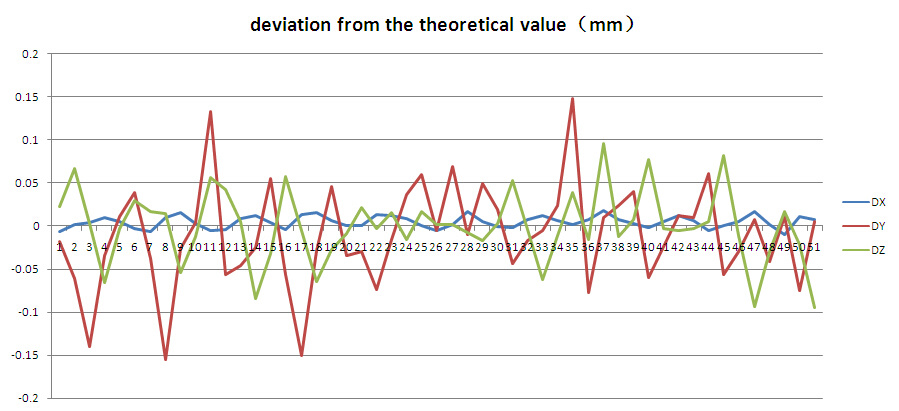 deviation from the theoretical value（mm）
0.2
0.15
0.1
0.05
0
-0.05
-0.1
-0.15
-0.2
1 2 3 4 5 6 7 8 9 10 11 12 13 14 15 16 17 18 19 20 21 22 23 24 25 26 27 28 29 30 31 32 33 34 35 36 37 38 39 40 41 42 43 44 45 46 47 48 49 50 51
DX
DY
DZ